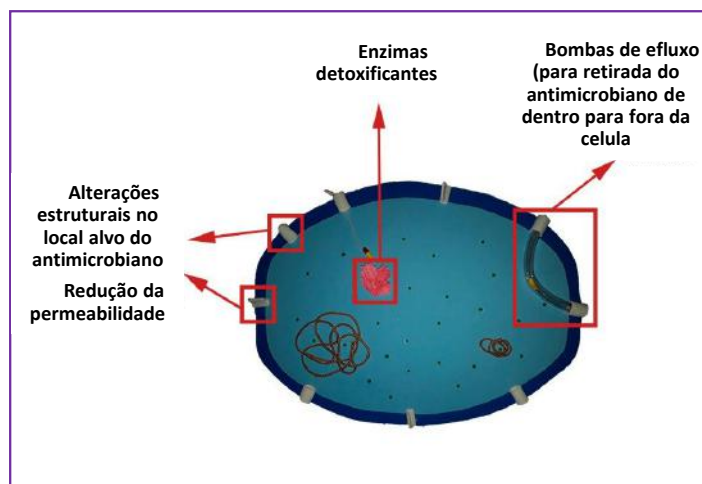 Enzimas
detoxificantes
Bombas de efluxo
(para retirada do
antimicrobiano de
dentro para fora da
celula
Alterações
estruturais no
local alvo do
antimicrobiano
Redução da
permeabilidade